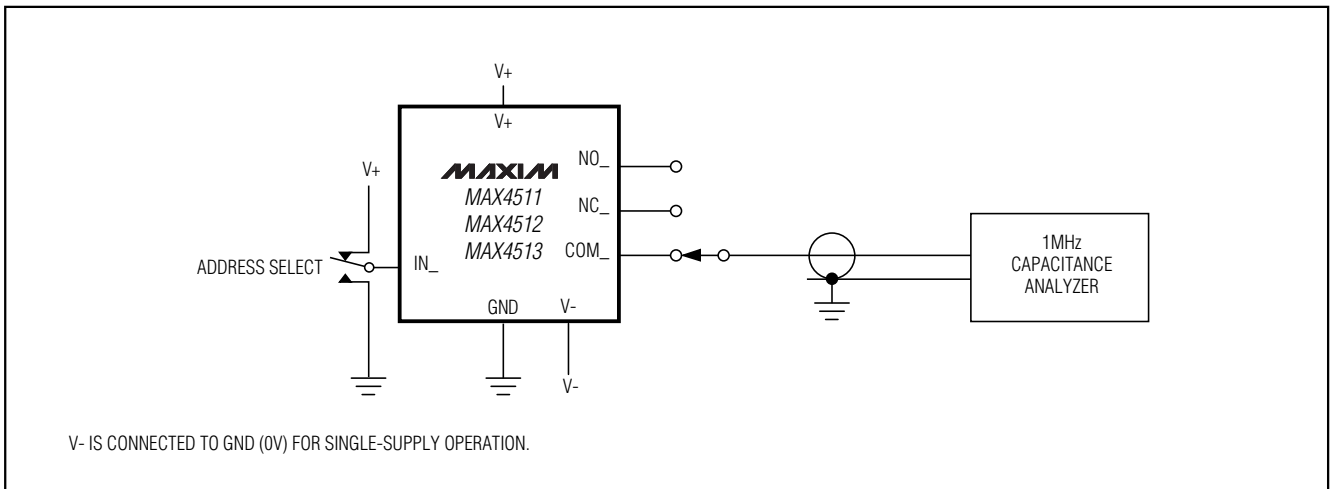 V+
V+
V+
MAXIM
MAX4511
MAX4512
MAX4513
NO_
NC_
COM_
ADDRESS SELECT
IN_
GND
V-
V-
1MHz
CAPACITANCE
ANALYZER
V- IS CONNECTED TO GND (0V) FOR SINGLE-SUPPLY OPERATION.